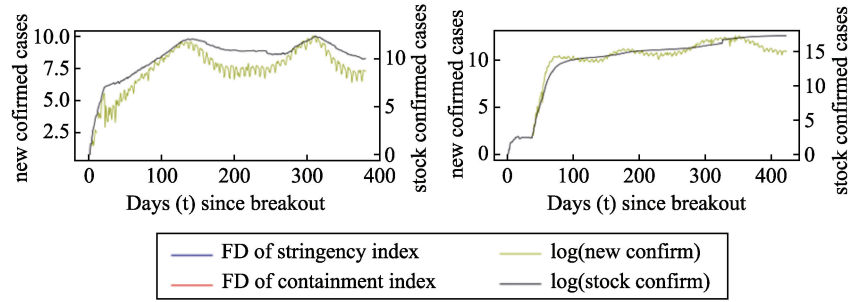 new cofirmed cases
10.0
7.5
5.0
2.5
10
5
0
stock confirmed cases
0 100 200 300 400
Days (t) since breakout
new confirmed cases
10
5
0
15
10
5
0
stock confirmed cases
0 100 200 300 400
Days (t) since breakout
FD of stringency index
log(new confirm)
FD of containment index
log(stock confirm)